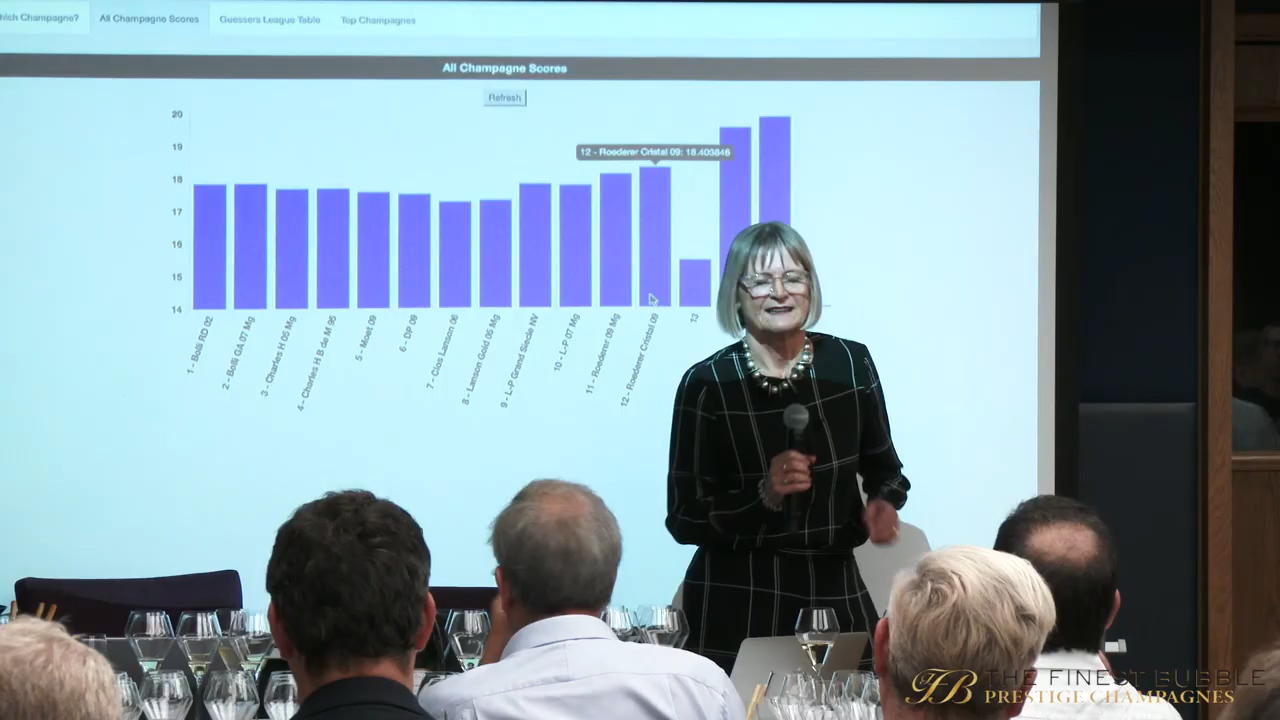 hich Champagne? All Champagne Scores Guessers League Table Top Champagnes
All Champagne Scores
Refresh
20
19
18
17
16
15
14
12 - Roederer Cristal 09: 18.403846
1 - Bolli RD 02
2 - Bolli GA 07 Mg
3 - Charles H 05 Mg
4 - Charles H B de M 95
5 - Moet 09
6 - DP 09
7 - Clos Lanson 06
8 - Lanson Gold 05 Mg
9 - L-P Grand Siecle NV
10 - L-P 07 Mg
11 - Roederer 09 Mg
12 - Roederer Cristal 09
13
FB THE FINEST BUBBLE
PRESTIGE CHAMPAGNES